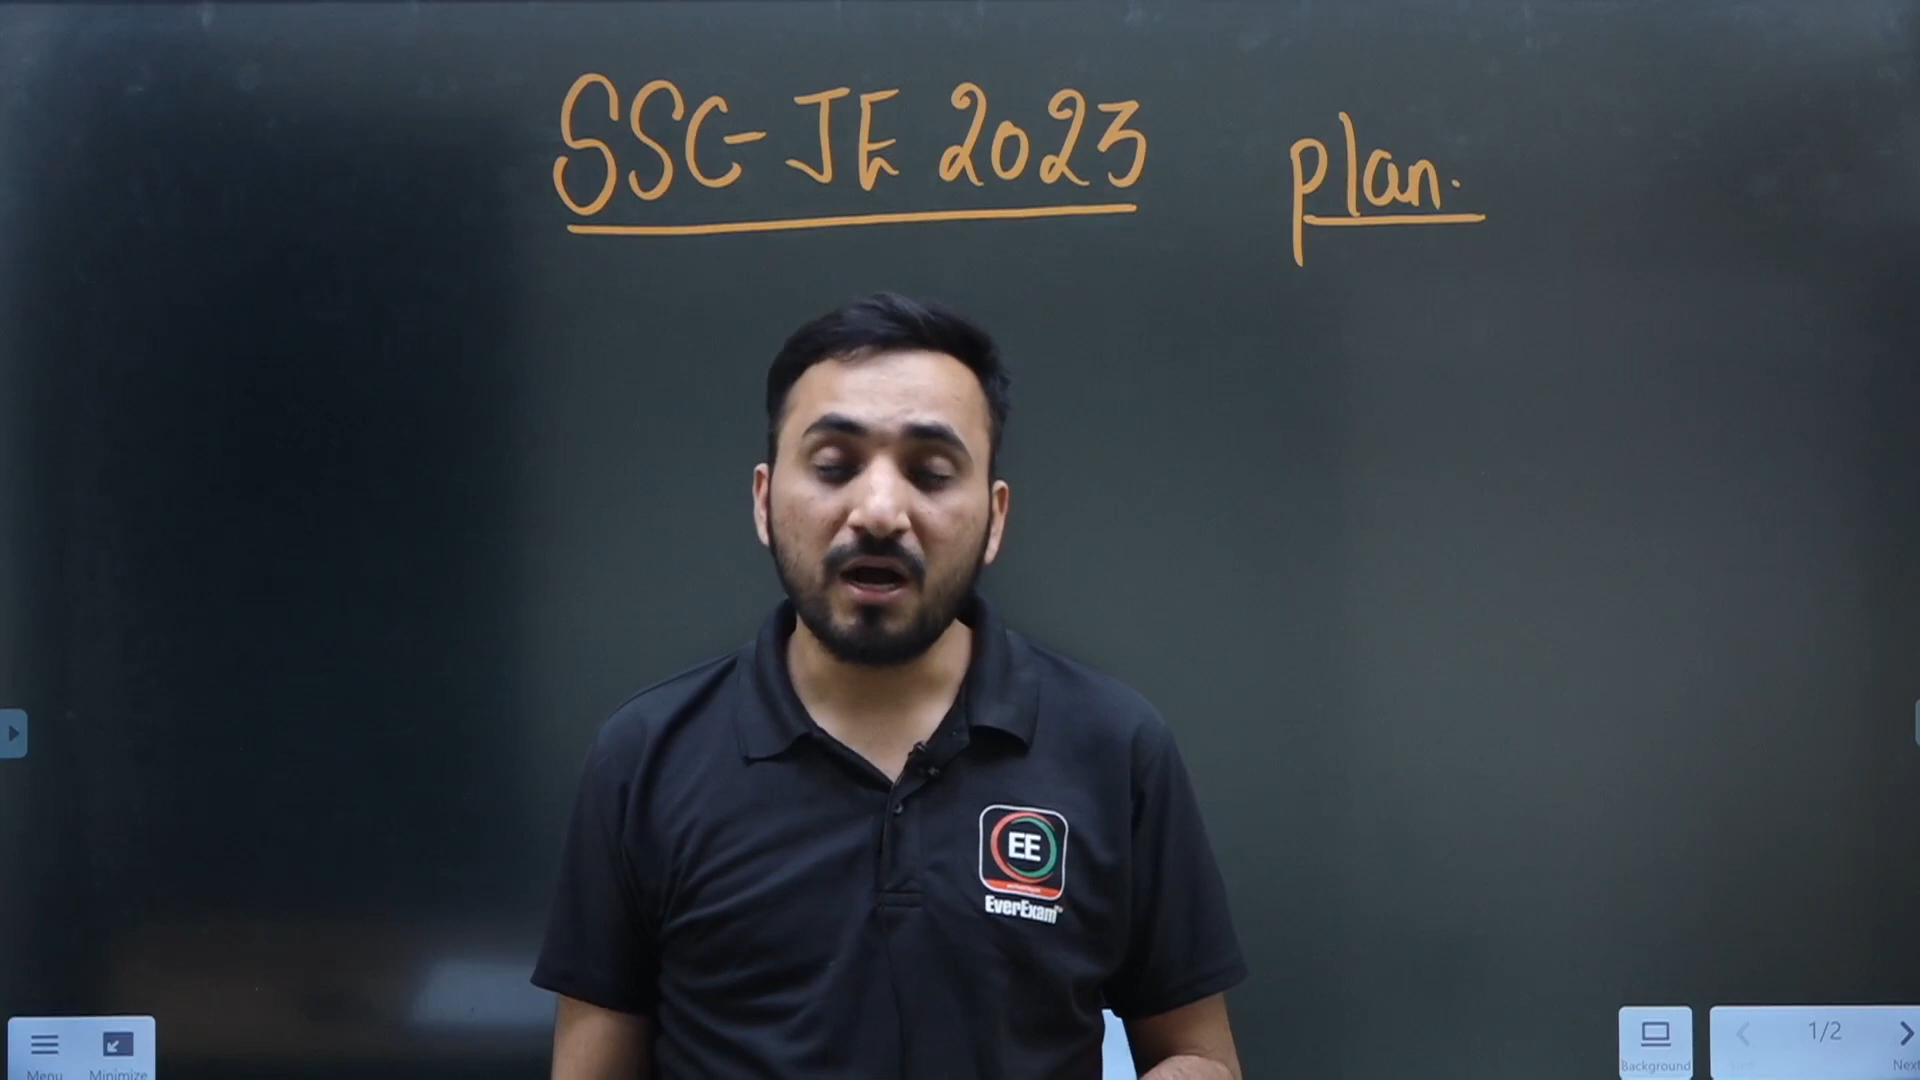 SSC-JE 2023 plan.
EE
EverExam
Menu Minimize
Background
1/2
Next